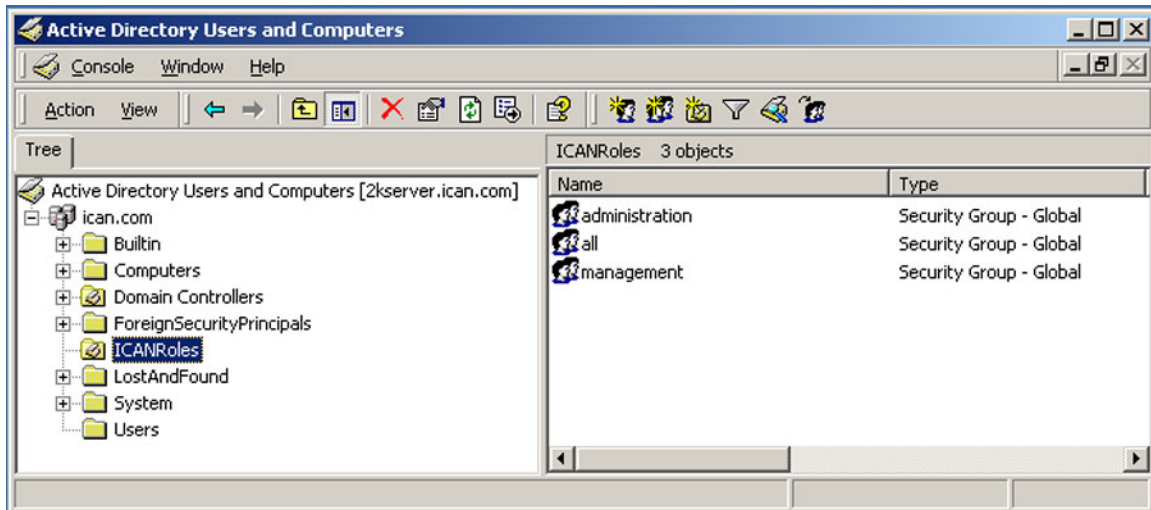 Active Directory Users and Computers
Console Window Help
Action View
Tree
ICANRoles 3 objects
Active Directory Users and Computers [2kserver.ican.com]
ican.com
Builtin
Computers
Domain Controllers
ForeignSecurityPrincipals
ICANRoles
LostAndFound
System
Users
Name Type
administration Security Group - Global
all Security Group - Global
management Security Group - Global